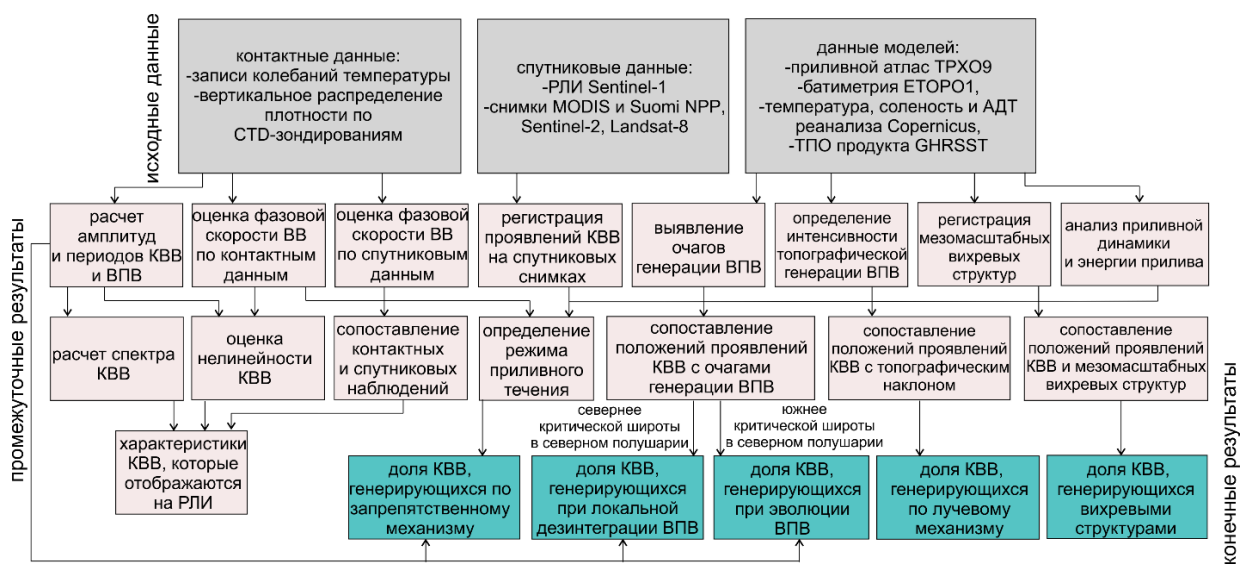 исходные данные
контактные данные:
-записи колебаний температуры
-вертикальное распределение
плотности по
CTD-зондированиям
спутниковые данные:
-РЛИ Sentinel-1
-снимки MODIS и Suomi NPP,
Sentinel-2, Landsat-8
данные моделей:
-приливной атлас TPXO9
-батиметрия ETOPO1,
-температура, соленость и АДТ
реанализа Copernicus,
-ТПО продукта GHRSST
промежуточные результаты
расчет
амплитуд
и периодов КВВ
и ВПВ
оценка фазовой
скорости ВВ
по контактным
данным
оценка фазовой
скорости ВВ
по спутниковым
данным
регистрация
проявлений КВВ
на спутниковых
снимках
выявление
очагов
генерации ВПВ
определение
интенсивности
топографической
генерации ВПВ
регистрация
мезомасштабных
вихревых
структур
анализ приливной
динамики
и энергии прилива
расчет спектра
КВВ
оценка
нелинейности
КВВ
сопоставление
контактных
и спутниковых
наблюдений
определение
режима
приливного
течения
сопоставление
положений проявлений
КВВ с очагами
генерации ВПВ
сопоставление
положений проявлений
КВВ с топографическим
наклоном
сопоставление
положений проявлений
КВВ и мезомасштабных
вихревых структур
севернее
критической широты
в северном полушарии
южнее
критической широты
в северном полушарии
характеристики
КВВ, которые
отображаются
на РЛИ
доля КВВ,
генерирующихся по
запрепятственному
механизму
доля КВВ,
генерирующихся
при локальной
дезинтеграции ВПВ
доля КВВ,
генерирующихся
при эволюции
ВПВ
доля КВВ,
генерирующихся
по лучевому
механизму
доля КВВ,
генерирующихся
вихревыми
структурами
конечные результаты